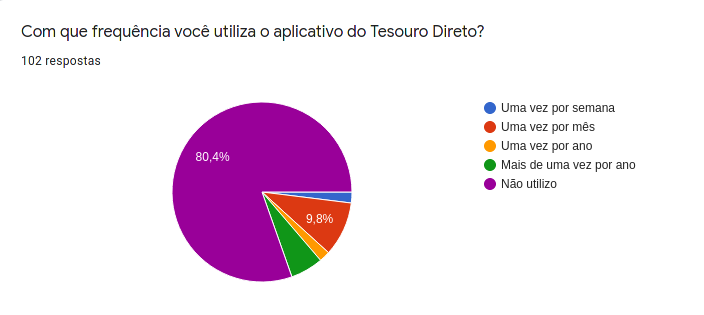 Com que frequência você utiliza o aplicativo do Tesouro Direto?
102 respostas
80,4%
9,8%
Uma vez por semana
Uma vez por mês
Uma vez por ano
Mais de uma vez por ano
Não utilizo